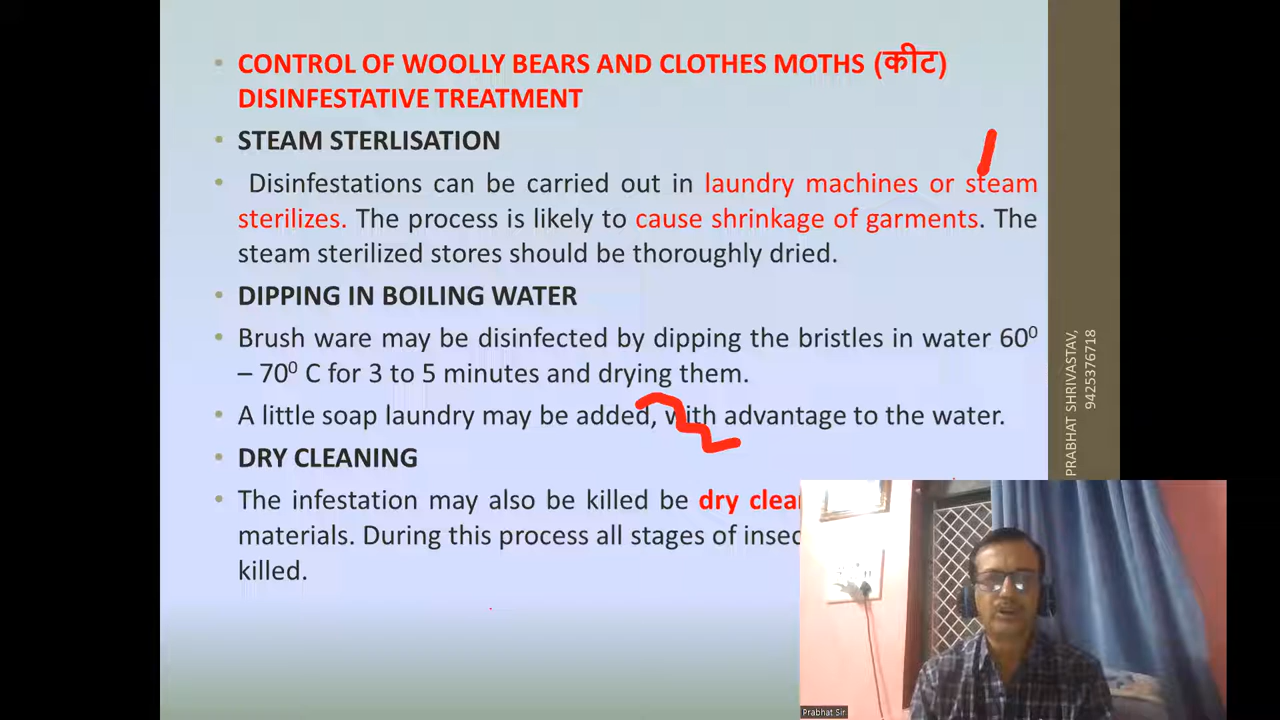 CONTROL OF WOOLLY BEARS AND CLOTHES MOTHS (कीट)
DISINFESTATIVE TREATMENT
STEAM STERLISATION
Disinfestations can be carried out in laundry machines or steam
sterilizes. The process is likely to cause shrinkage of garments. The
steam sterilized stores should be thoroughly dried.
DIPPING IN BOILING WATER
Brush ware may be disinfected by dipping the bristles in water 60⁰
– 70⁰ C for 3 to 5 minutes and drying them.
A little soap laundry may be added, with advantage to the water.
DRY CLEANING
The infestation may also be killed be dry
materials. During this process all stages of
killed.
PRABHAT SHRIVASTAV,
9425376718
Prabhat Sir